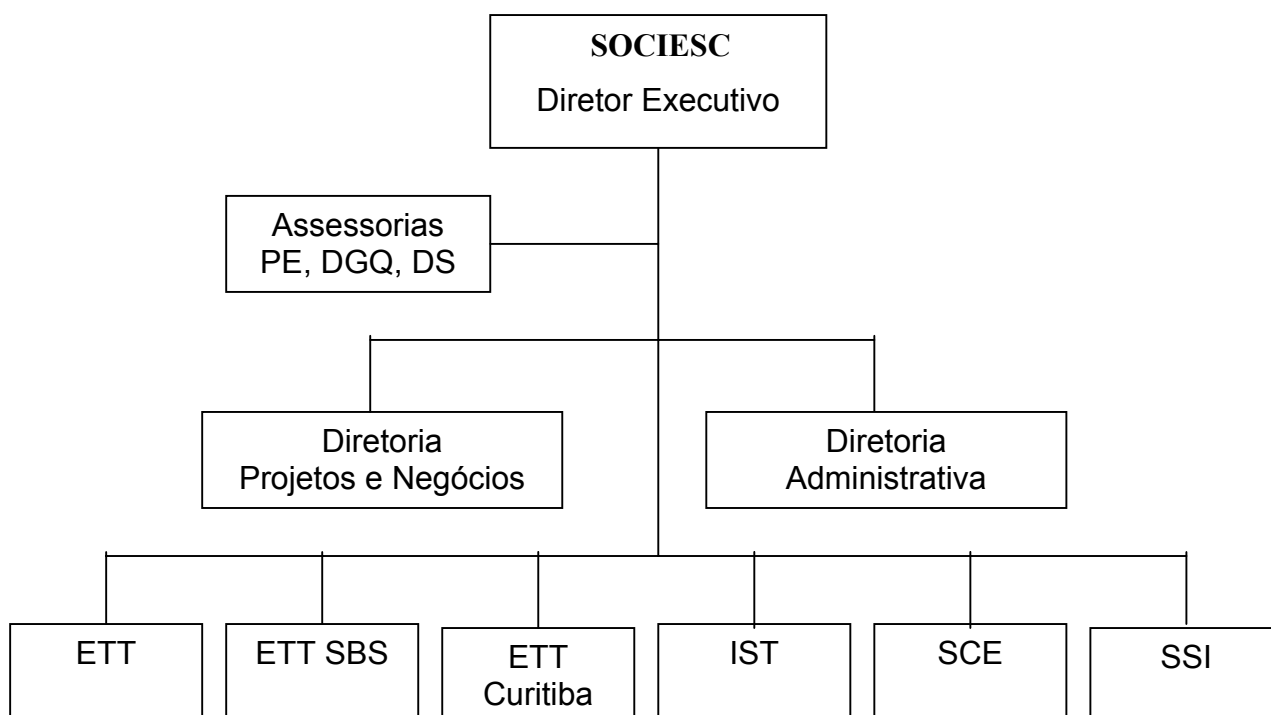 SOCIESC
Diretor Executivo
Assessorias
PE, DGQ, DS
Diretoria
Projetos e Negócios
Diretoria
Administrativa
ETT
ETT SBS
ETT
Curitiba
IST
SCE
SSI